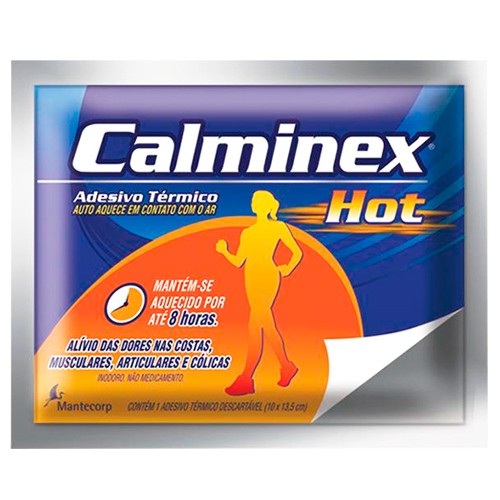 Calminex®
Adesivo Térmico
AUTO AQUECE EM CONTATO COM O AR
Hot
MANTÉM-SE
AQUECIDO POR
ATÉ 8 horas.
ALÍVIO DAS DORES NAS COSTAS,
MUSCULARES, ARTICULARES E CÓLICAS
INODORO. NÃO MEDICAMENTO.
Mantecorp
CONTÉM 1 ADESIVO TÉRMICO DESCARTÁVEL (10 x 13,5 cm)